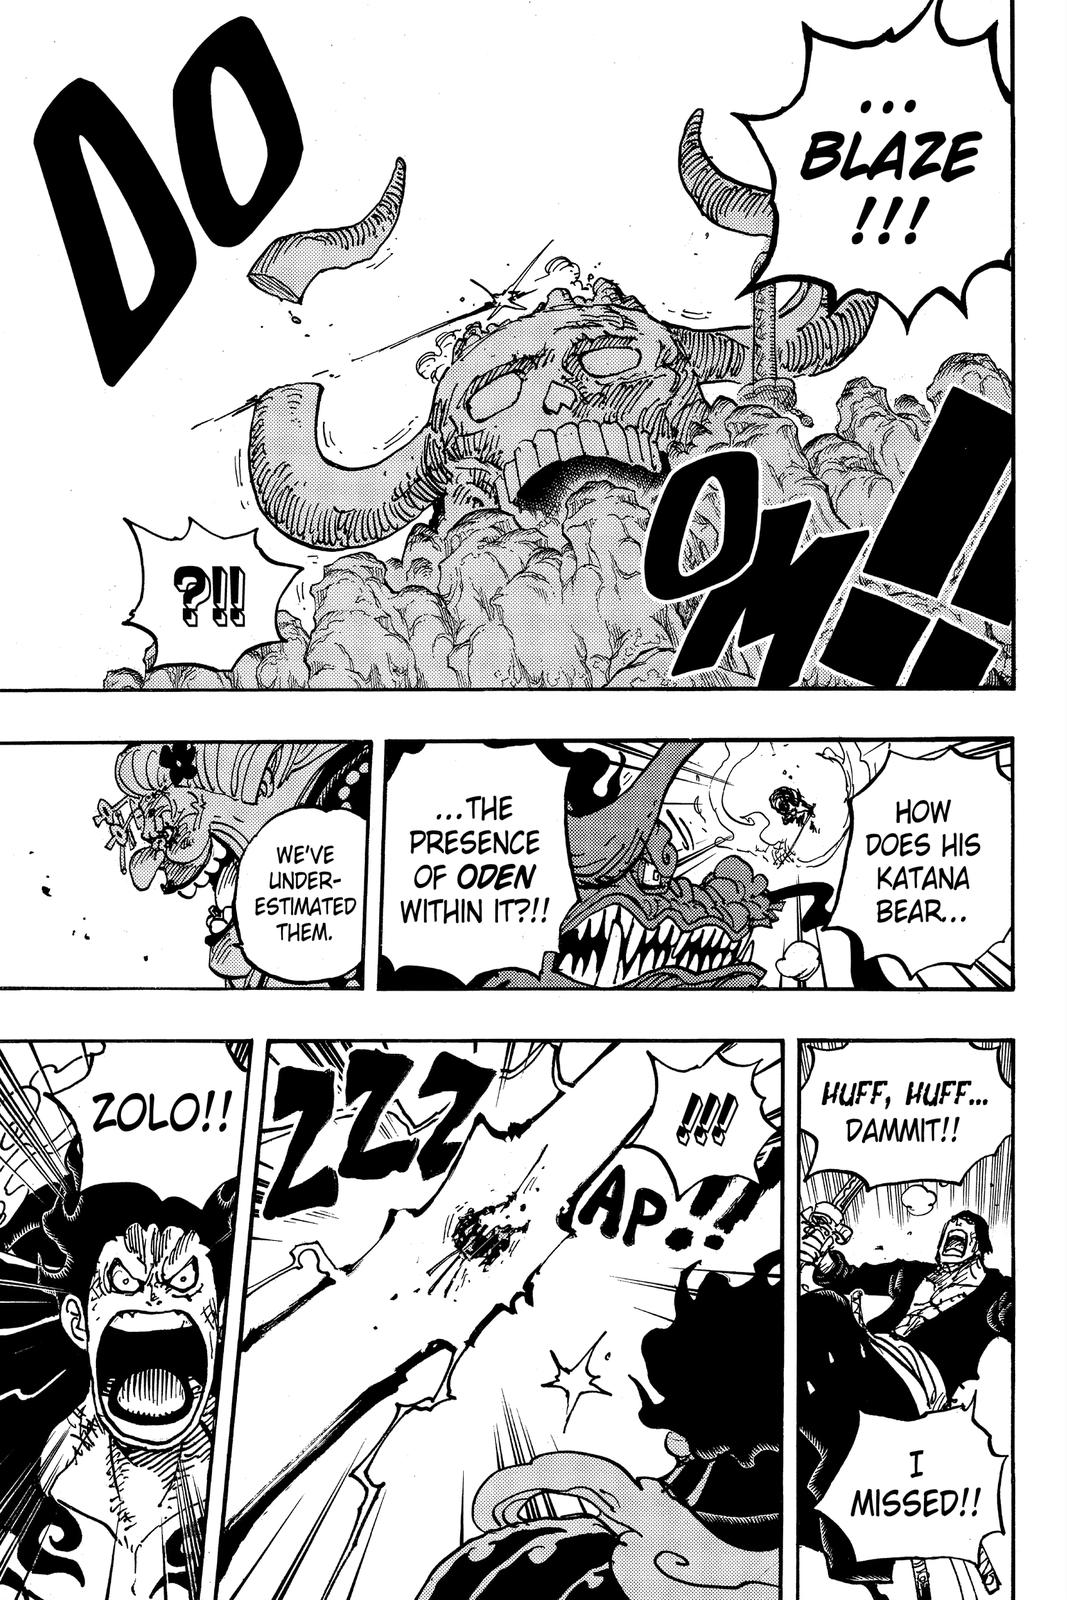 ...
BLAZE
!!!
DO
OM!!
?!!
HOW
DOES HIS
KATANA
BEAR...
...THE
PRESENCE
OF ODEN
WITHIN IT?!!
WE'VE
UNDER-
ESTIMATED
THEM.
HUFF, HUFF...
DAMMIT!!
I
MISSED!!
!!!
ZZZ
AP!!
ZOLO!!